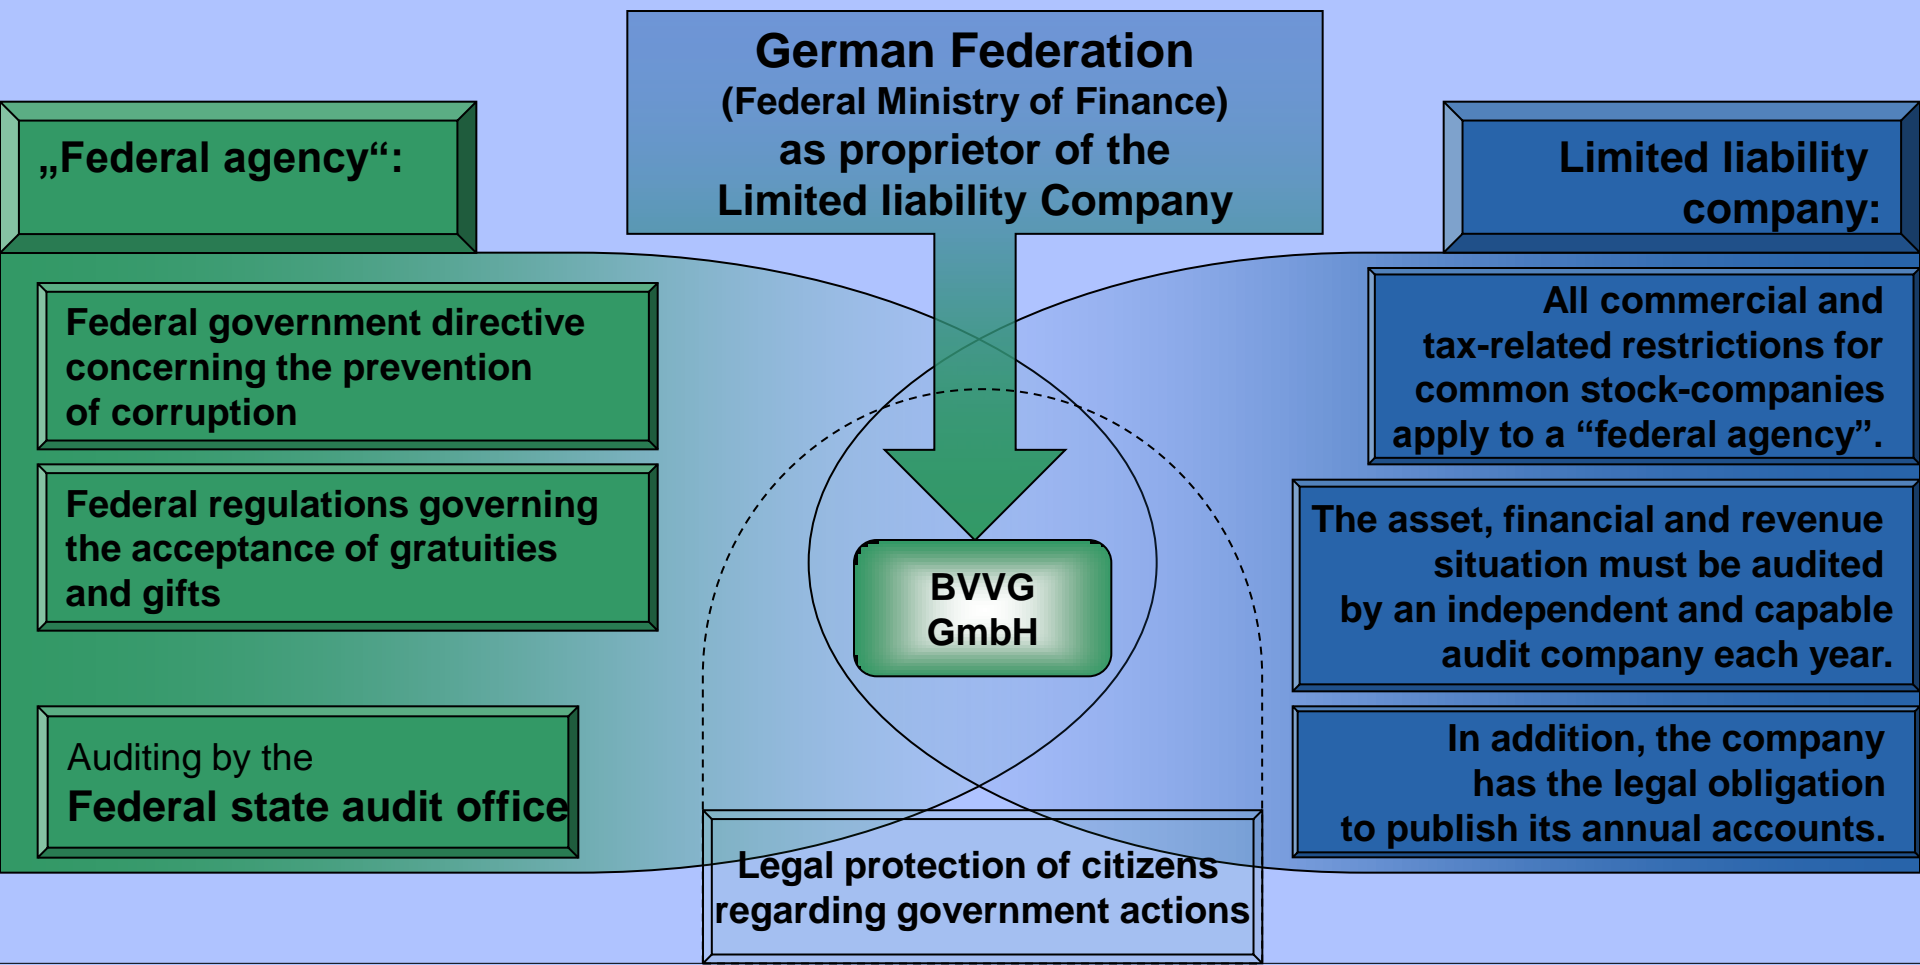 German Federation
(Federal Ministry of Finance)
as proprietor of the
Limited liability Company
„Federal agency“:
Federal government directive
concerning the prevention
of corruption
Federal regulations governing
the acceptance of gratuities
and gifts
Auditing by the
Federal state audit office
BVVG
GmbH
Legal protection of citizens
regarding government actions
Limited liability
company:
All commercial and
tax-related restrictions for
common stock-companies
apply to a “federal agency”.
The asset, financial and revenue
situation must be audited
by an independent and capable
audit company each year.
In addition, the company
has the legal obligation
to publish its annual accounts.